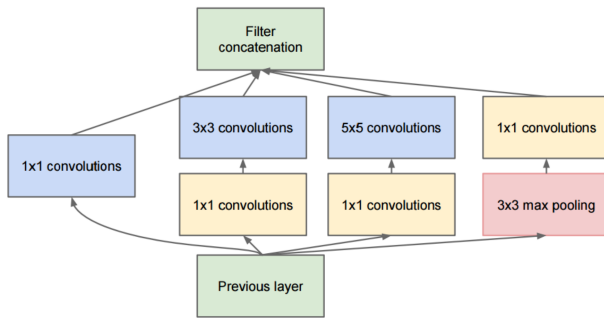 Filter
concatenation
3x3 convolutions
5x5 convolutions
1x1 convolutions
1x1 convolutions
1x1 convolutions
1x1 convolutions
3x3 max pooling
Previous layer